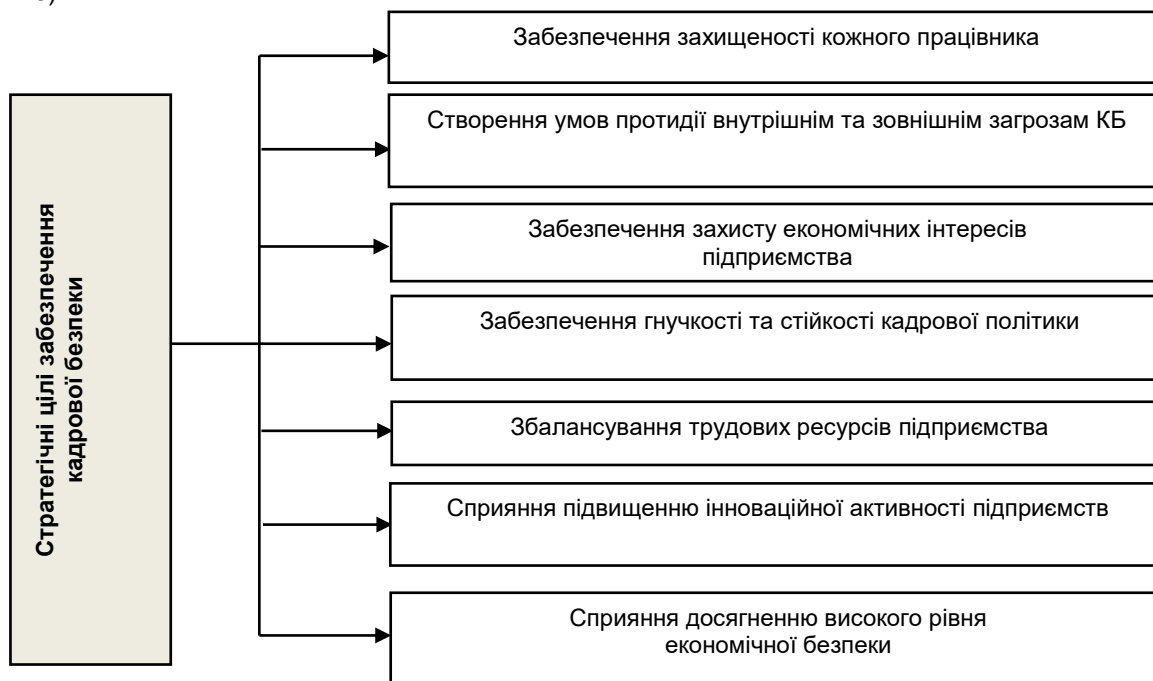 Забезпечення захищеності кожного працівника
Створення умов протидії внутрішнім та зовнішнім загрозам КБ
Забезпечення захисту економічних інтересів
підприємства
Стратегічні цілі забезпечення
кадрової безпеки
Забезпечення гнучкості та стійкості кадрової політики
Збалансування трудових ресурсів підприємства
Сприяння підвищенню інноваційної активності підприємств
Сприяння досягненню високого рівня
економічної безпеки